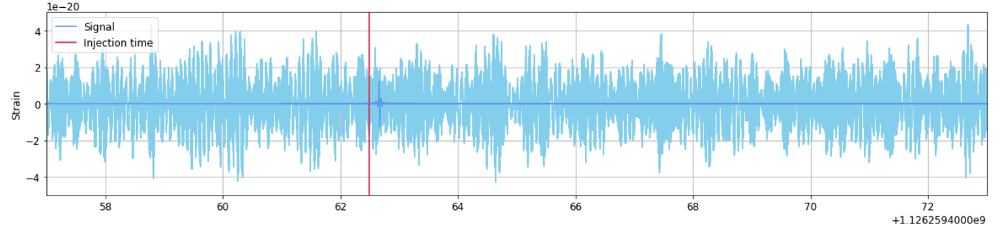 1e−20
Signal
Injection time
4
2
0
−2
−4
Strain
58 60 62 64 66 68 70 72
+1.1262594000e9